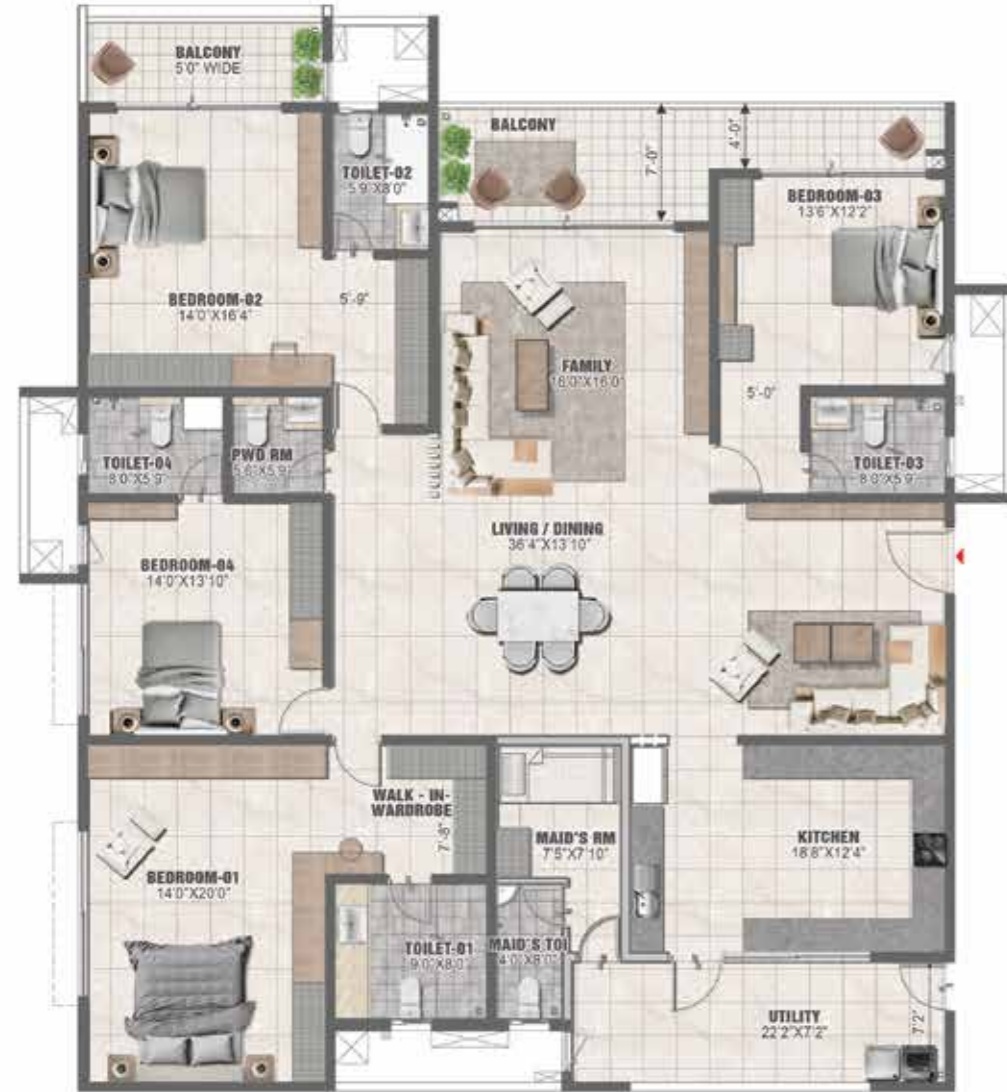 BALCONY
5'0" WIDE
BALCONY
7'-0"
4'-0"
TOILET-02
5'9"X8'0"
BEDROOM-03
13'6"X12'2"
BEDROOM-02
14'0"X16'4"
5'-9"
FAMILY
16'0"X16'0"
5'-0"
TOILET-04
8'0"X5'9"
PWD RM
5'6"X5'9"
TOILET-03
8'0"X5'9"
LIVING / DINING
36'4"X13'10"
BEDROOM-04
14'0"X13'10"
WALK - IN-
WARDROBE
7'-8"
MAID'S RM
7'5"X7'10"
KITCHEN
18'8"X12'4"
BEDROOM-01
14'0"X20'0"
TOILET-01
9'0"X8'0"
MAID'S TOI
4'0"X8'0"
UTILITY
22'2"X7'2"
7'2"